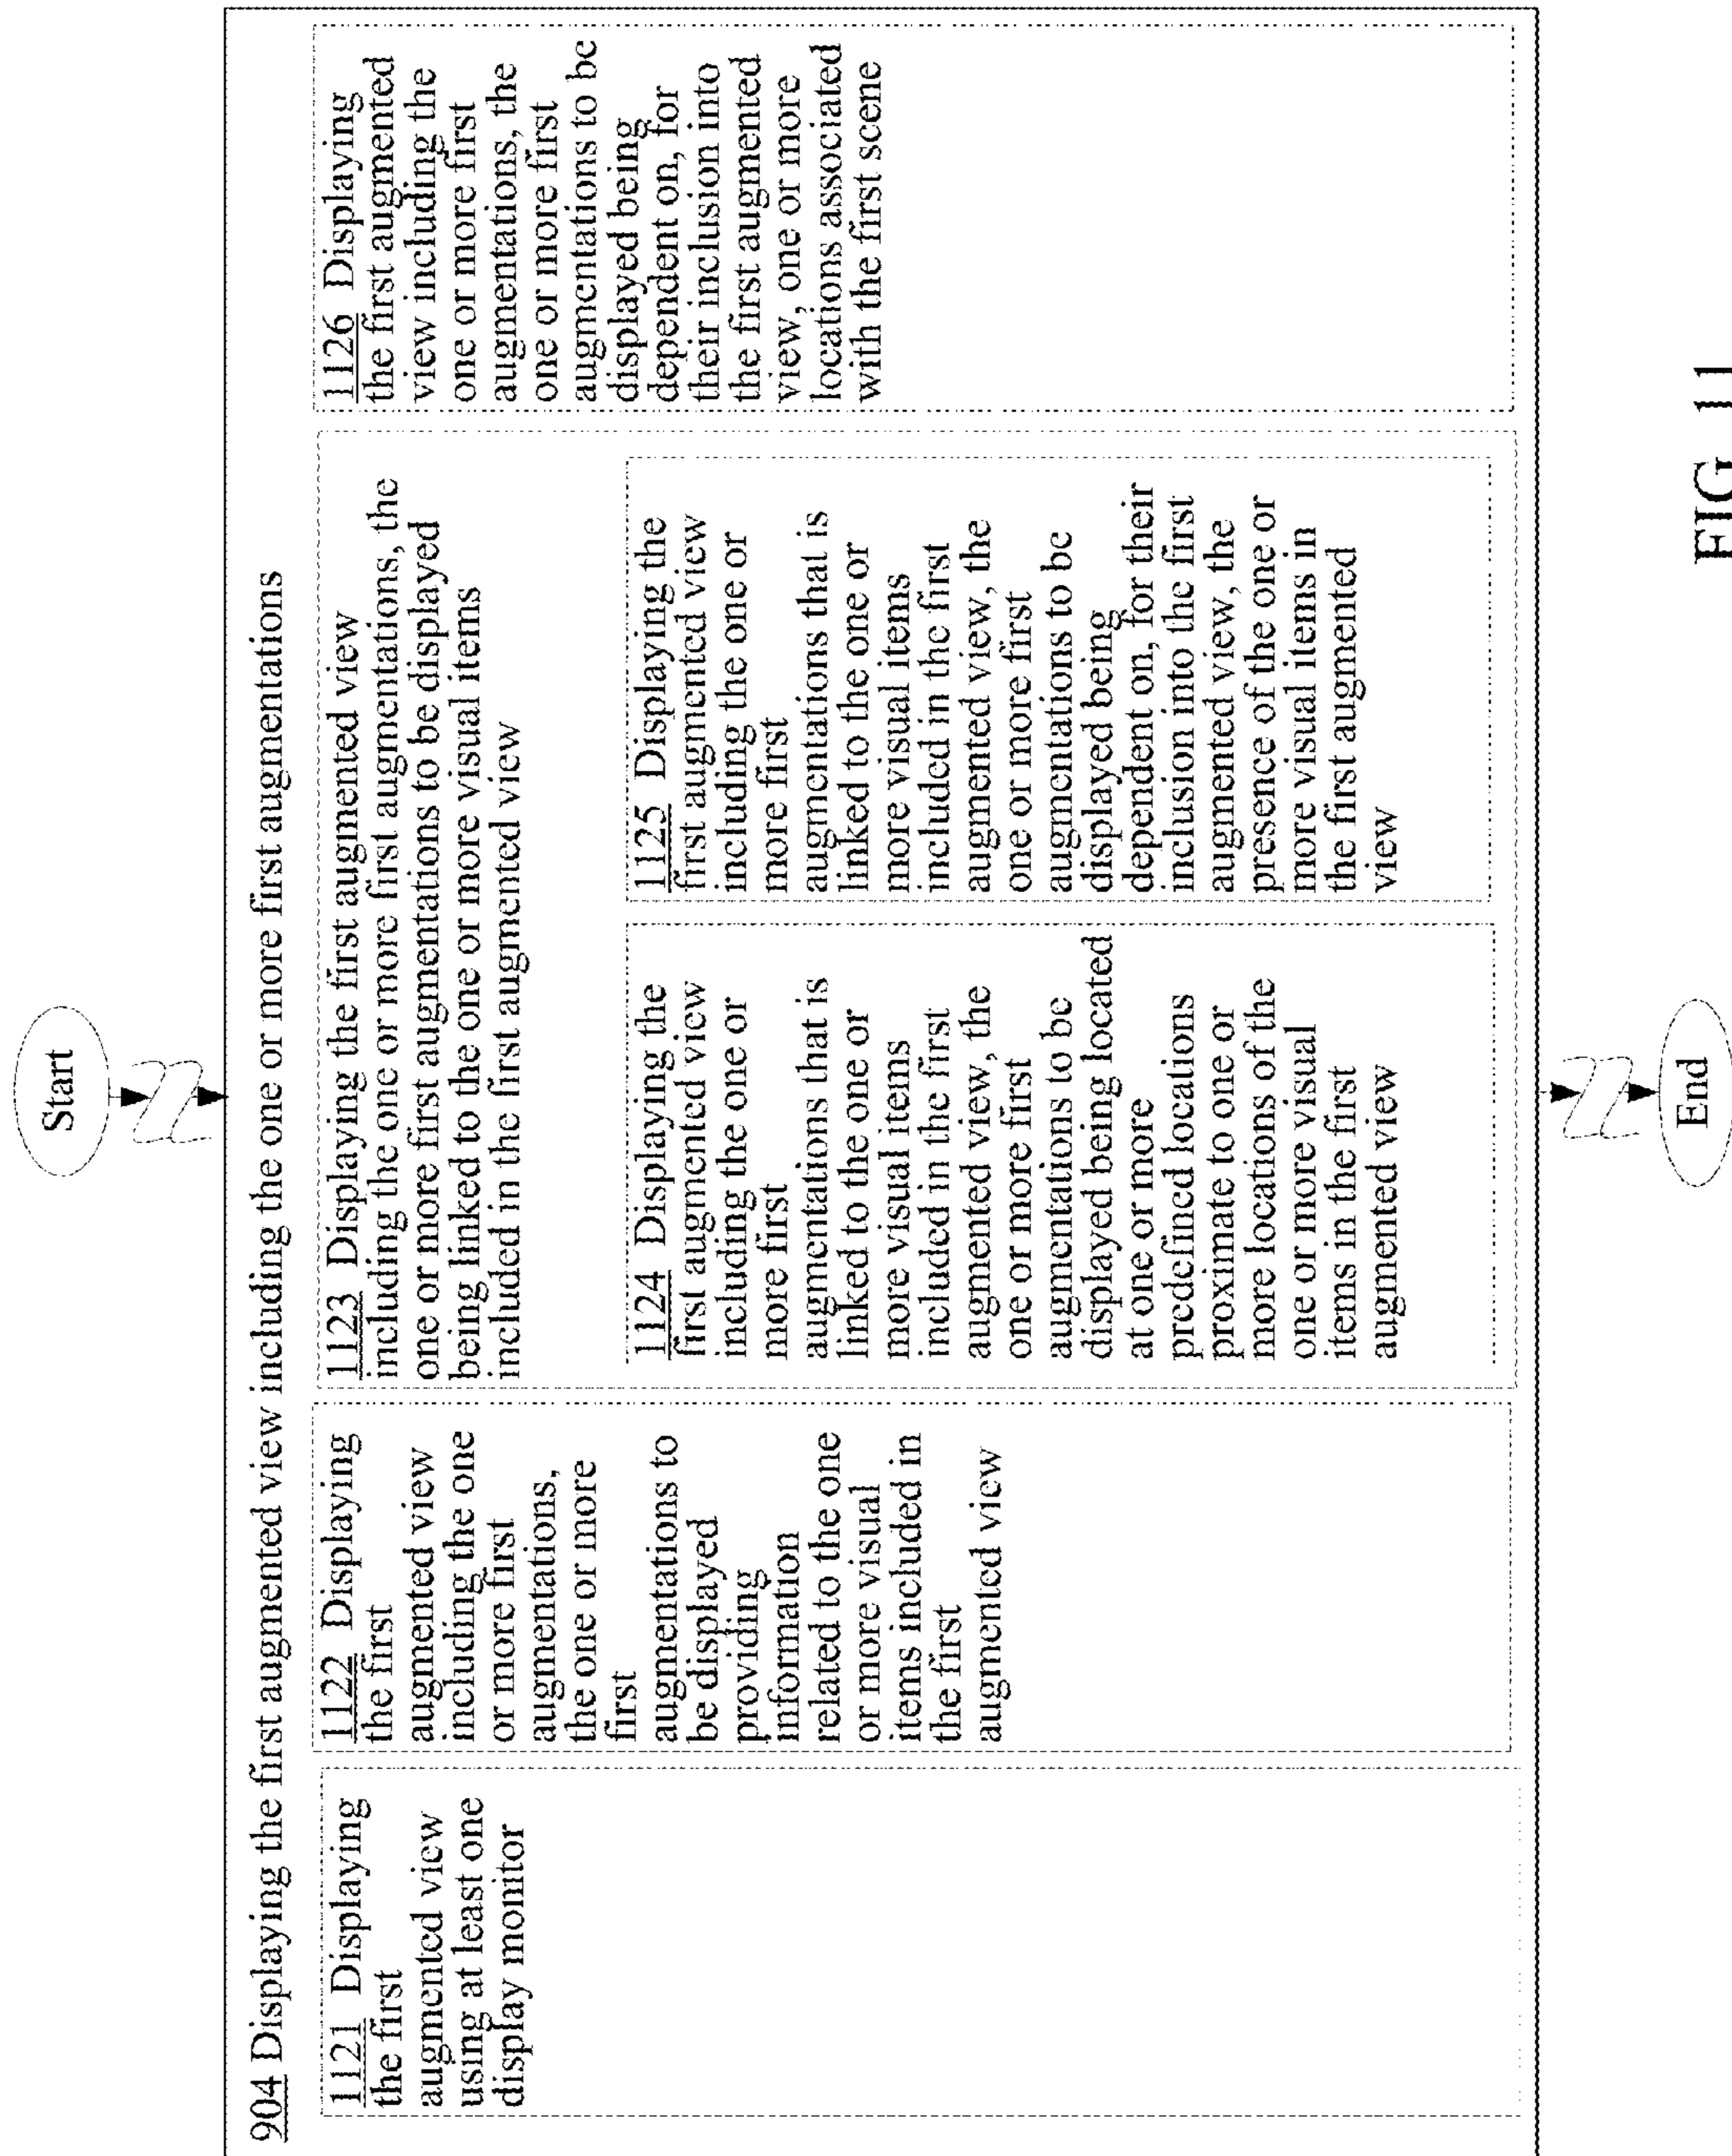 Start
904 Displaying the first augmented view including the one or more first augmentations
1121 Displaying
the first
augmented view
using at least one
display monitor
1122 Displaying
the first
augmented view
including the one
or more first
augmentations,
the one or more
first
augmentations to
be displayed
providing
information
related to the one
or more visual
items included in
the first
augmented view
1123 Displaying the first augmented view
including the one or more first augmentations, the
one or more first augmentations to be displayed
being linked to the one or more visual items
included in the first augmented view
1124 Displaying the
first augmented view
including the one or
more first
augmentations that is
linked to the one or
more visual items
included in the first
augmented view, the
one or more first
augmentations to be
displayed being located
at one or more
predefined locations
proximate to one or
more locations of the
one or more visual
items in the first
augmented view
1125 Displaying the
first augmented view
including the one or
more first
augmentations that is
linked to the one or
more visual items
included in the first
augmented view, the
one or more first
augmentations to be
displayed being
dependent on, for their
inclusion into the first
augmented view, the
presence of the one or
more visual items in
the first augmented
view
1126 Displaying
the first augmented
view including the
one or more first
augmentations, the
one or more first
augmentations to be
displayed being
dependent on, for
their inclusion into
the first augmented
view, one or more
locations associated
with the first scene
End
FIG. 11